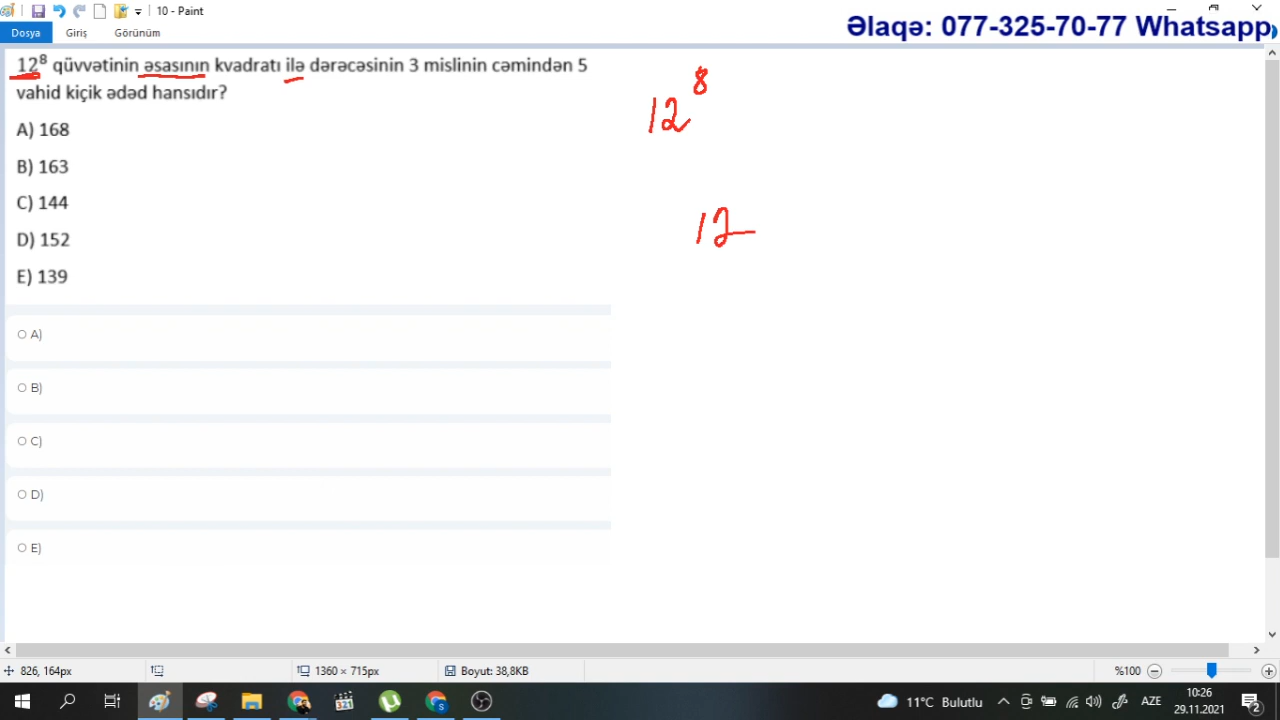 10 - Paint
Əlaqə: 077-325-70-77 Whatsapp
Dosya Giriş Görünüm
12⁸ qüvvətinin əsasının kvadratı ilə dərəcəsinin 3 mislinin cəmindən 5
vahid kiçik ədəd hansıdır?
A) 168
B) 163
C) 144
D) 152
E) 139
12⁸
12
A)
B)
C)
D)
E)
826, 164px
1360 × 715px
Boyut: 38,8KB
%100
11°C Bulutlu
AZE
10:26
29.11.2021
2